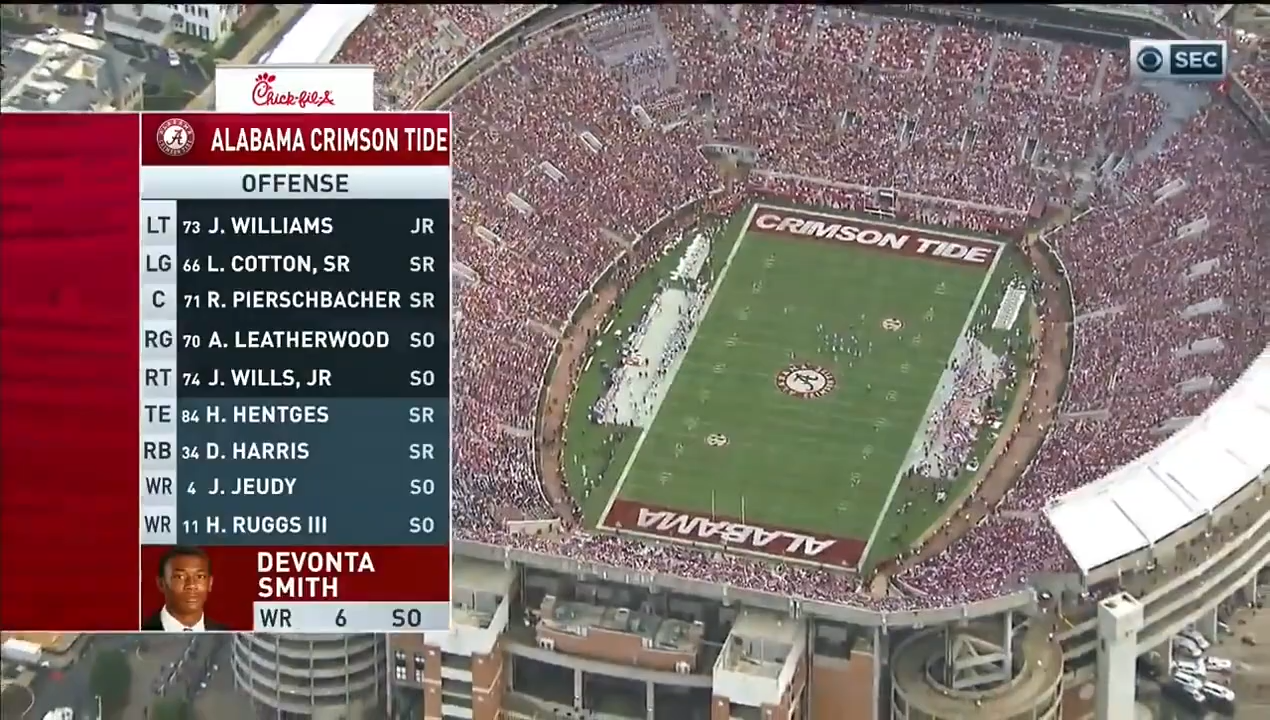 SEC
Chick-fil-A
ALABAMA CRIMSON TIDE
OFFENSE
LT 73 J. WILLIAMS JR
LG 66 L. COTTON, SR SR
C 71 R. PIERSCHBACHER SR
RG 70 A. LEATHERWOOD SO
RT 74 J. WILLS, JR SO
TE 84 H. HENTGES SR
RB 34 D. HARRIS SR
WR 4 J. JEUDY SO
WR 11 H. RUGGS III SO
DEVONTA
SMITH
WR 6 SO
CRIMSON TIDE
A
ALABAMA